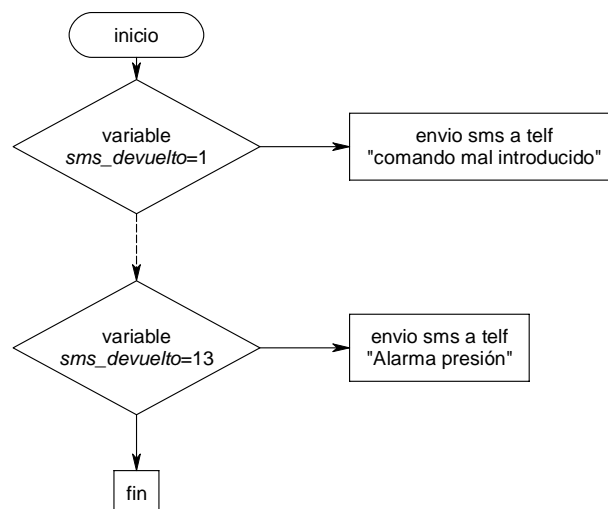 inicio
variable
sms_devuelto=1
envio sms a telf
"comando mal introducido"
variable
sms_devuelto=13
envio sms a telf
"Alarma presión"
fin